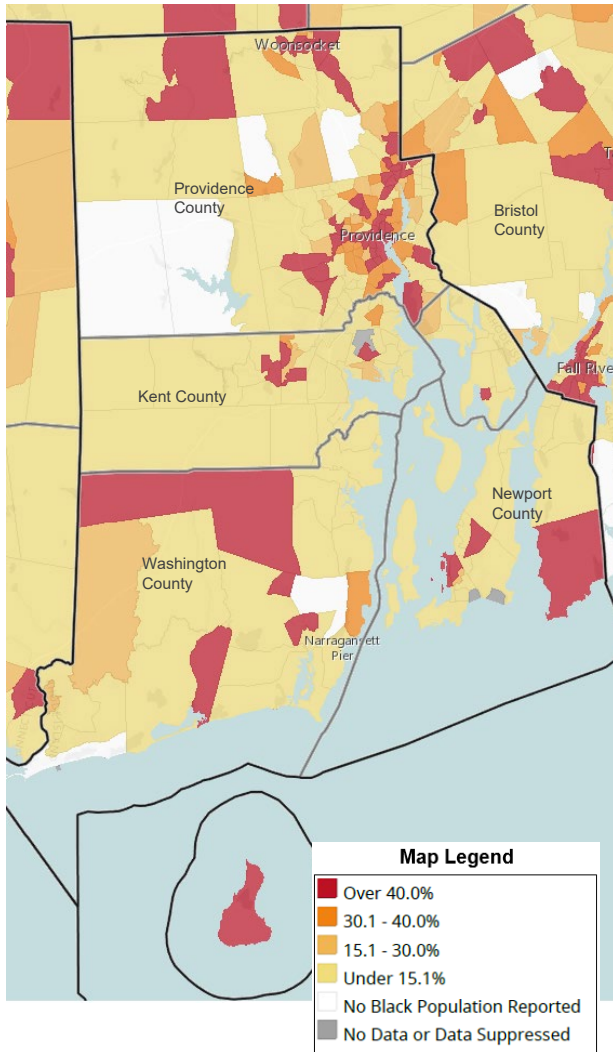 Woonsocket
Providence
County
Bristol
County
Providence
Fall Rive
Kent County
Newport
County
Washington
County
Narragansett
Pier
Map Legend
Over 40.0%
30.1 - 40.0%
15.1 - 30.0%
Under 15.1%
No Black Population Reported
No Data or Data Suppressed